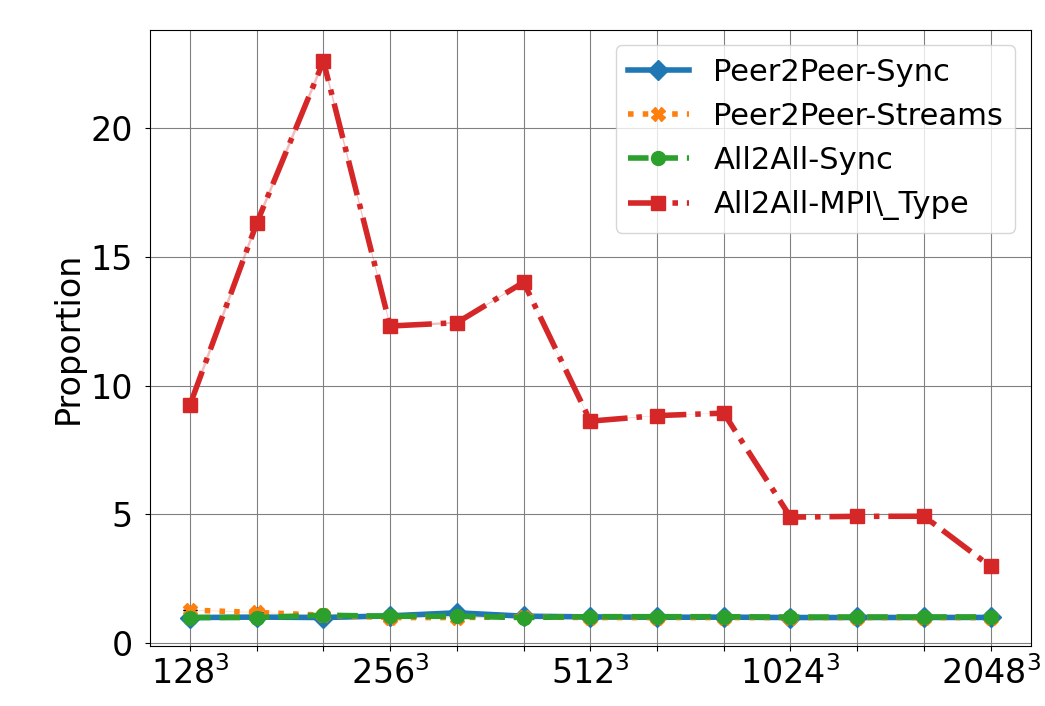 Peer2Peer-Sync
Peer2Peer-Streams
All2All-Sync
All2All-MPI\_Type
Proportion
20
15
10
5
0
128³ 256³ 512³ 1024³ 2048³